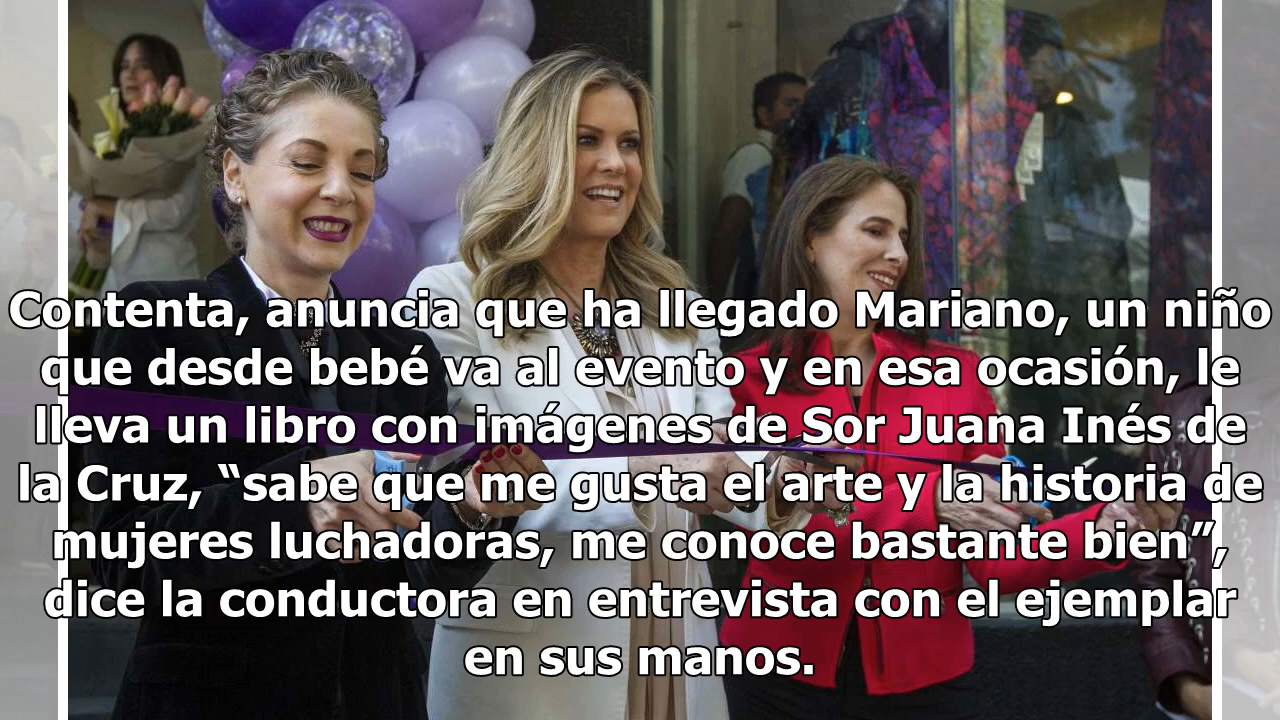 Contenta, anuncia que ha llegado Mariano, un niño
que desde bebé va al evento y en esa ocasión, le
lleva un libro con imágenes de Sor Juana Inés de
la Cruz, “sabe que me gusta el arte y la historia de
mujeres luchadoras, me conoce bastante bien”,
dice la conductora en entrevista con el ejemplar
en sus manos.